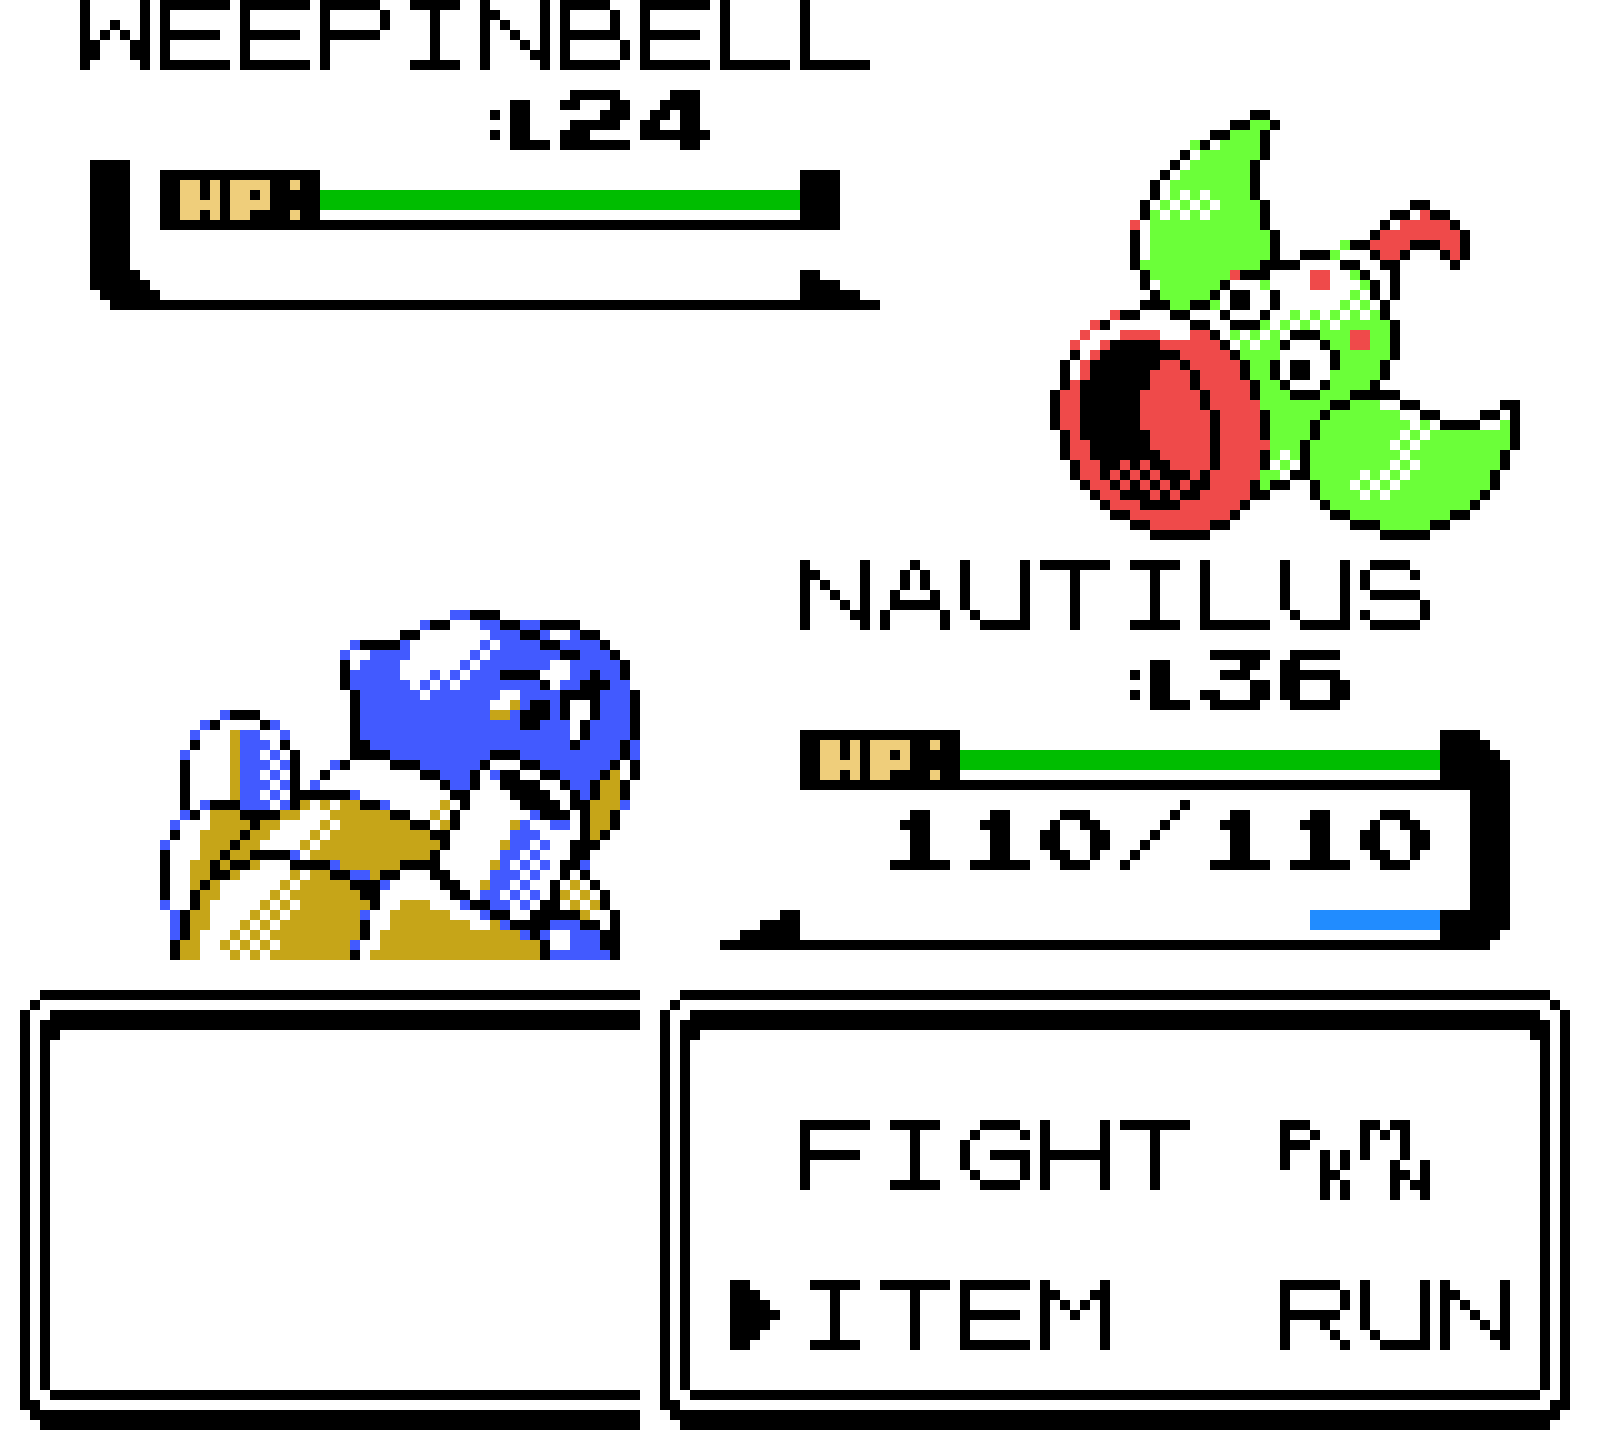 WEEPINBELL
:L24
HP:
NAUTILUS
:L36
HP:
110/110
FIGHT PKMN
▶ITEM RUN